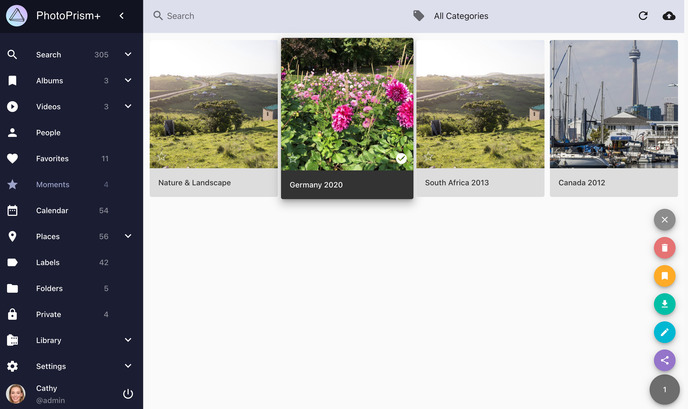 PhotoPrism+
Search
All Categories
Search 305
Albums 3
Videos 3
People
Favorites 11
Moments 4
Calendar 54
Places 56
Labels 42
Folders 5
Private 4
Library
Settings
Cathy
@admin
Nature & Landscape
Germany 2020
South Africa 2013
Canada 2012
1